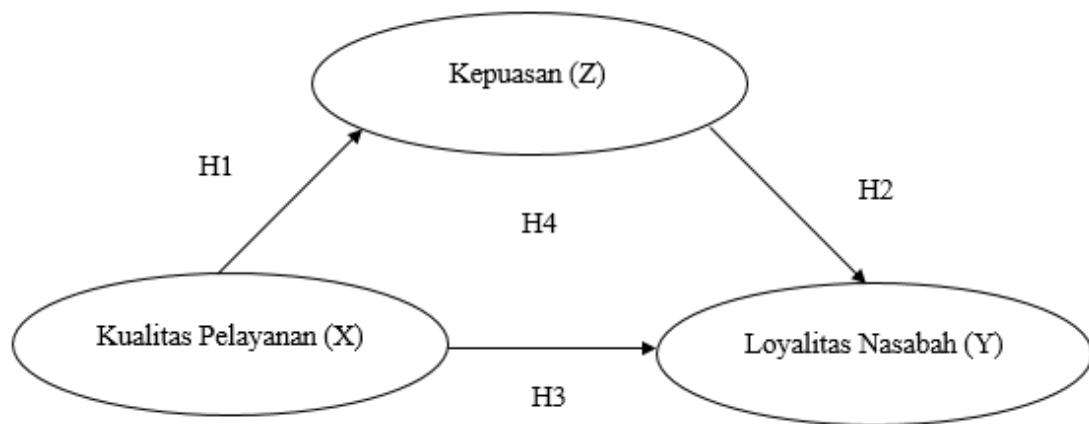 Kepuasan (Z)
H1
H2
H4
Kualitas Pelayanan (X)
Loyalitas Nasabah (Y)
H3